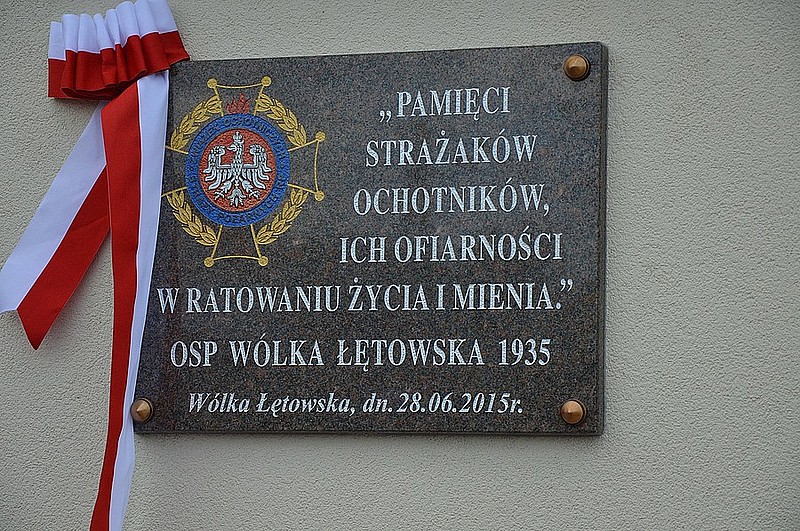 „PAMIĘCI
STRAŻAKÓW
OCHOTNIKÓW,
ICH OFIARNOŚCI
W RATOWANIU ŻYCIA I MIENIA.”
OSP WÓLKA ŁĘTOWSKA 1935
Wólka Łętowska, dn. 28.06.2015r.